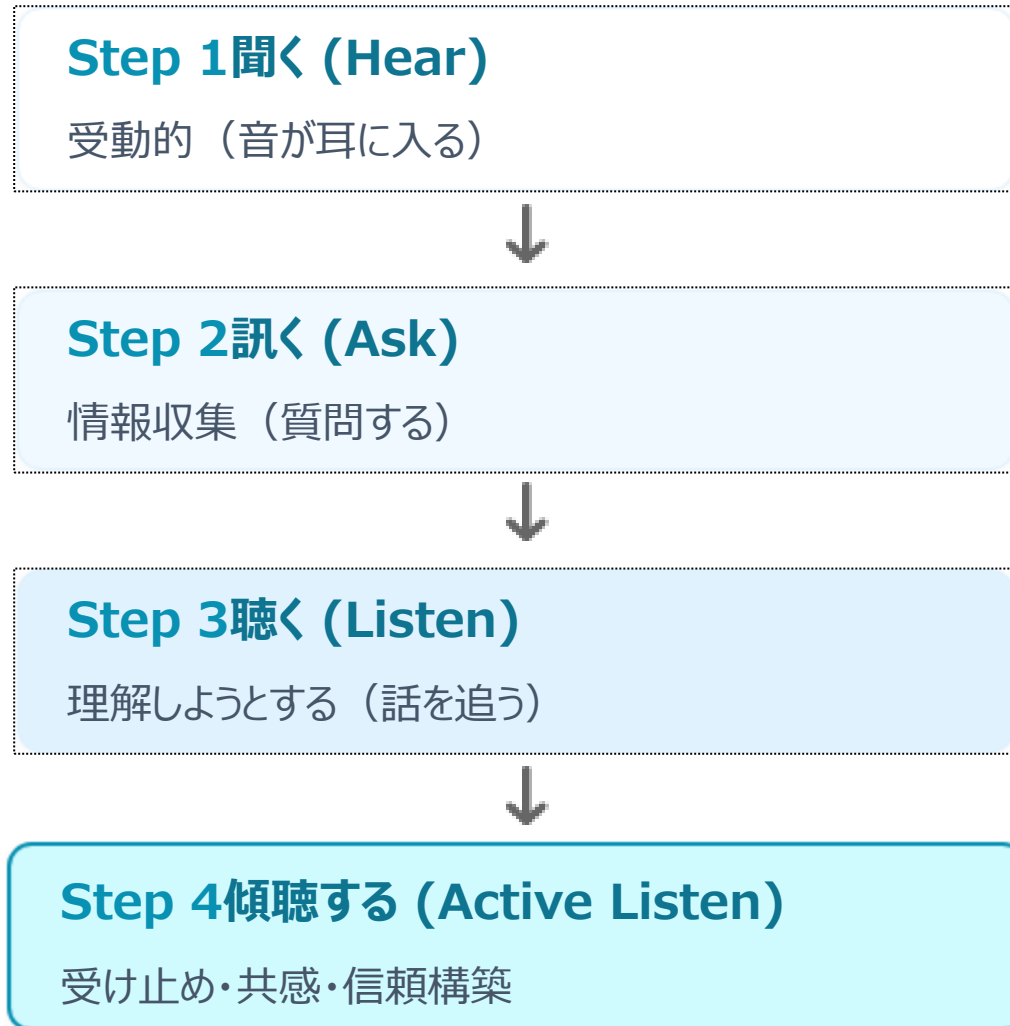 Step 1聞く (Hear)
受動的（音が耳に入る）
↓
Step 2訊く (Ask)
情報収集（質問する）
↓
Step 3聴く (Listen)
理解しようとする（話を追う）
↓
Step 4傾聴する (Active Listen)
受け止め・共感・信頼構築